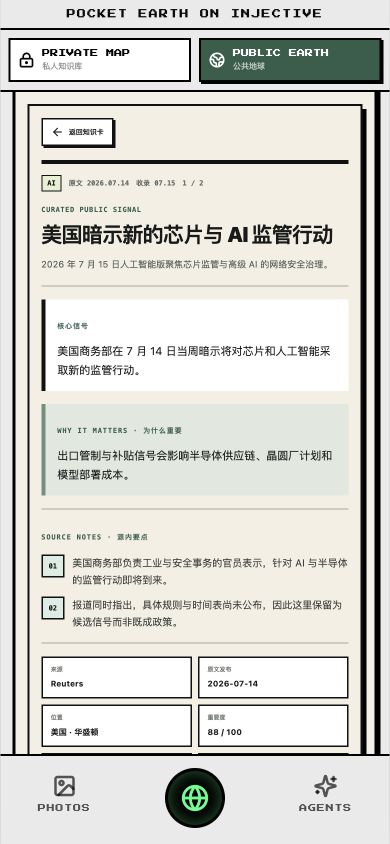 POCKET EARTH ON INJECTIVE
PRIVATE MAP
私人知识库
PUBLIC EARTH
公共地球
返回知识卡
AI 原文 2026.07.14 收录 07.15 1 / 2
CURATED PUBLIC SIGNAL
美国暗示新的芯片与 AI 监管行动
2026 年 7 月 15 日人工智能版聚焦芯片监管与高级 AI 的网络安全治理。
核心信号
美国商务部在 7 月 14 日当周暗示将对芯片和人工智能采
取新的监管行动。
WHY IT MATTERS · 为什么重要
出口管制与补贴信号会影响半导体供应链、晶圆厂计划和
模型部署成本。
SOURCE NOTES · 源内要点
01 美国商务部负责工业与安全事务的官员表示，针对 AI 与半导体
的监管行动即将到来。
02 报道同时指出，具体规则与时间表尚未公布，因此这里保留为
候选信号而非既成政策。
来源
Reuters
原文发布
2026-07-14
位置
美国 · 华盛顿
重要度
88 / 100
PHOTOS
AGENTS